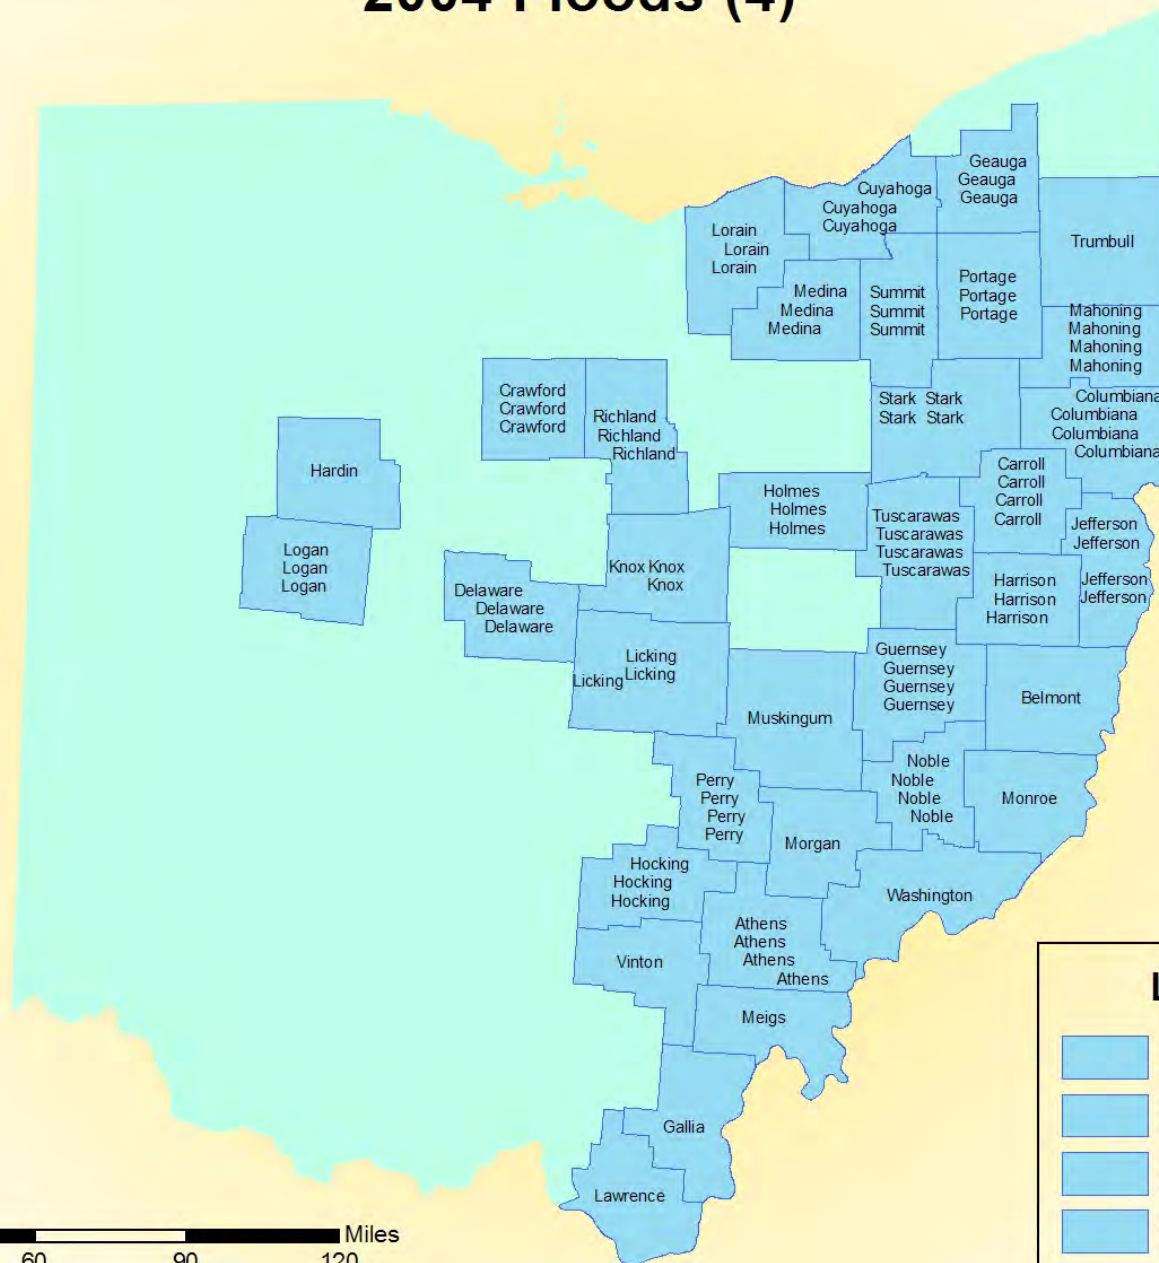 2004 Floods (4)
Geauga
Geauga
Geauga
Cuyahoga
Cuyahoga
Cuyahoga
Lorain
Lorain
Lorain
Trumbull
Medina
Medina
Medina
Summit
Summit
Summit
Portage
Portage
Portage
Mahoning
Mahoning
Mahoning
Mahoning
Crawford
Crawford
Crawford
Richland
Richland
Richland
Stark Stark
Stark Stark
Columbiana
Columbiana
Columbiana
Columbiana
Hardin
Carroll
Carroll
Carroll
Carroll
Holmes
Holmes
Holmes
Tuscarawas
Tuscarawas
Tuscarawas
Tuscarawas
Jefferson
Jefferson
Logan
Logan
Logan
Knox Knox
Knox
Delaware
Delaware
Delaware
Harrison
Harrison
Harrison
Jefferson
Jefferson
Licking
Licking
Licking
Guernsey
Guernsey
Guernsey
Guernsey
Belmont
Muskingum
Noble
Noble
Noble
Noble
Monroe
Perry
Perry
Perry
Perry
Morgan
Hocking
Hocking
Hocking
Washington
Athens
Athens
Athens
Athens
Vinton
Meigs
Gallia
Lawrence
Miles
60 90 120